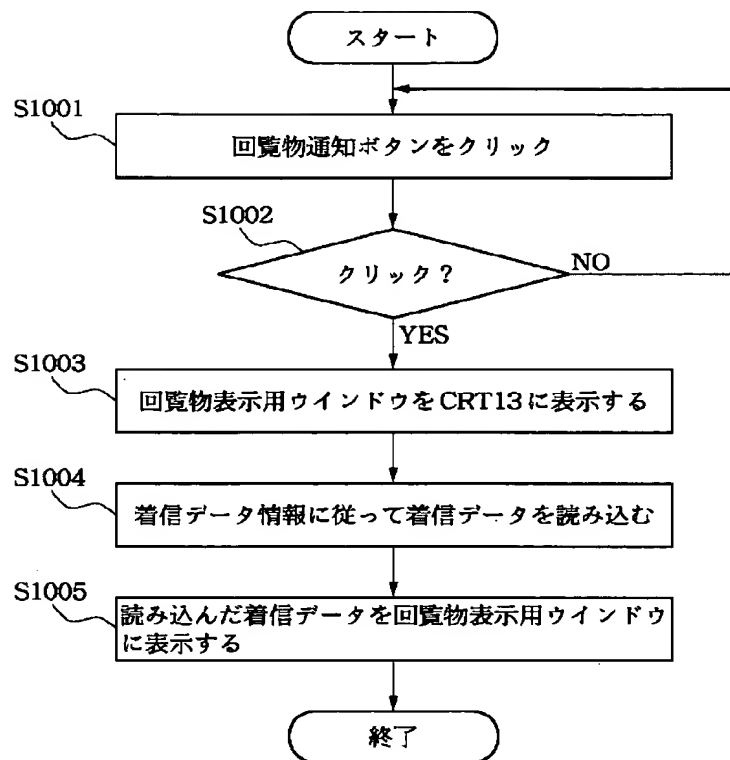 スタート
S1001
回覧物通知ボタンをクリック
S1002
クリック？
NO
YES
S1003
回覧物表示用ウインドウをCRT13に表示する
S1004
着信データ情報に従って着信データを読み込む
S1005
読み込んだ着信データを回覧物表示用ウインドウ
に表示する
終了